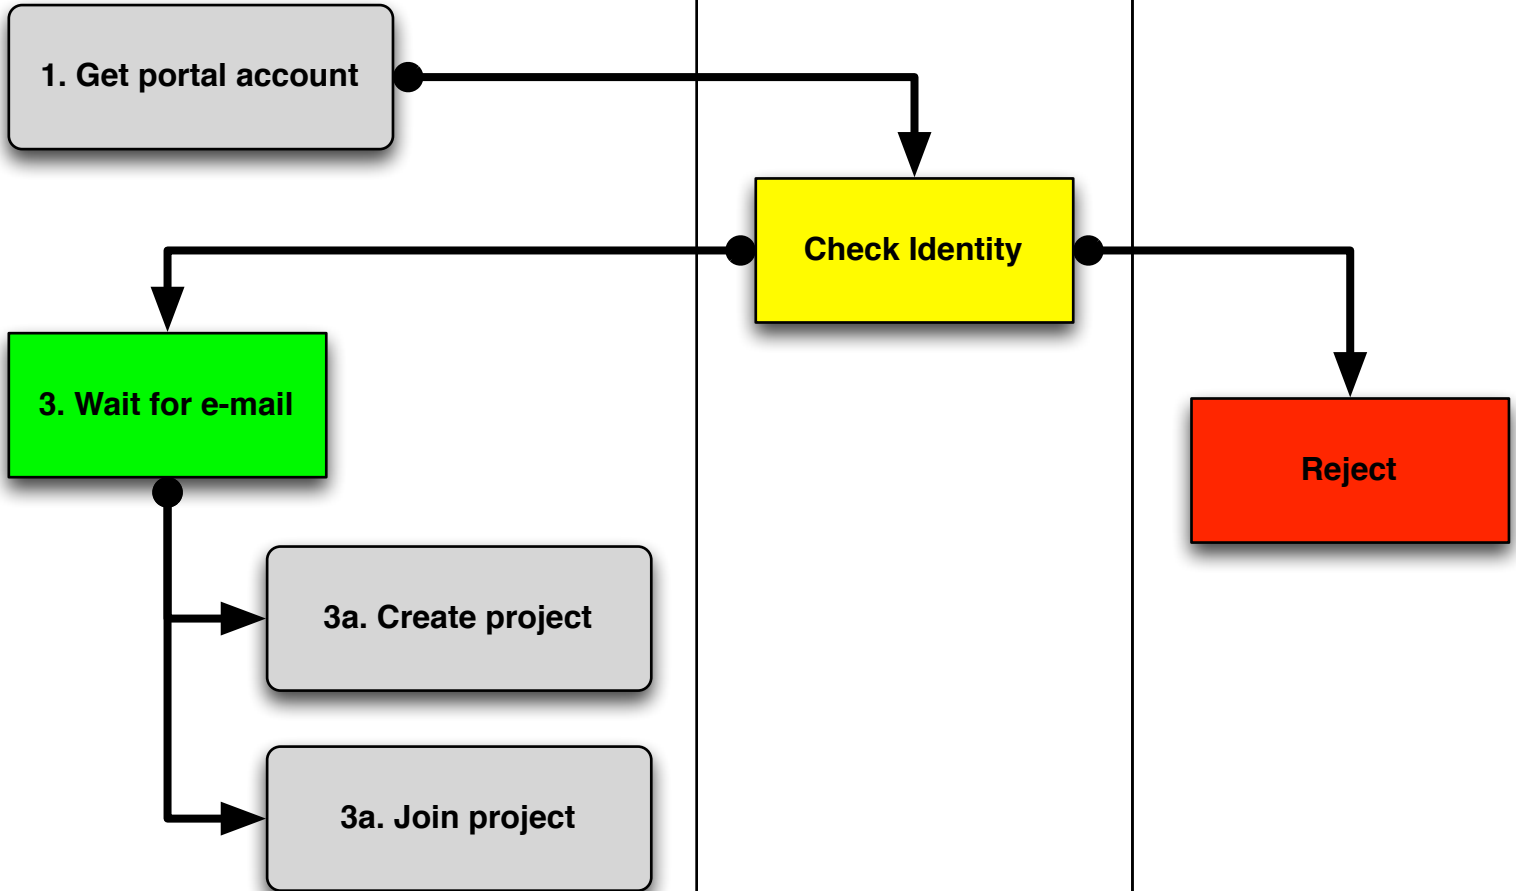 1. Get portal account
Check Identity
3. Wait for e-mail
Reject
3a. Create project
3a. Join project